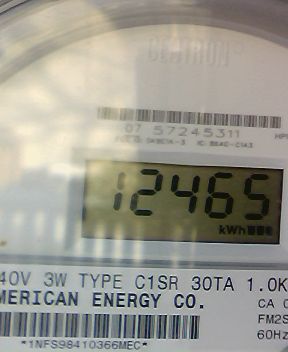 CENTRON®
07 57245311
12465
kWh
40V 3W TYPE C1SR 30TA 1.0K
MERICAN ENERGY CO.
CA 0
FM2S
60Hz
*1NFS98410366MEC*